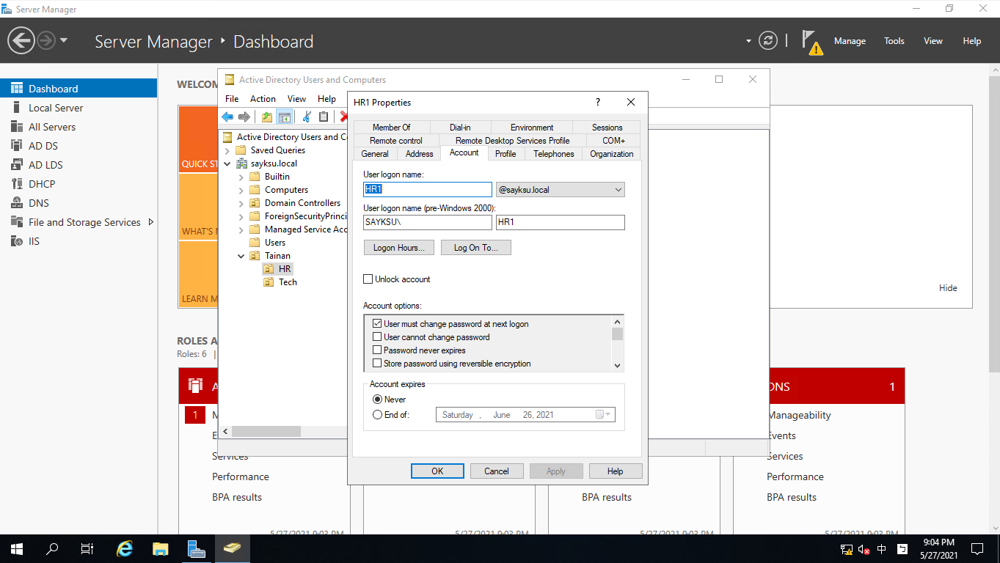 Server Manager
Server Manager · Dashboard
Manage Tools View Help
Dashboard
Local Server
All Servers
AD DS
AD LDS
DHCP
DNS
File and Storage Services
IIS
QUICK ST
WHAT'S
LEARN M
Hide
ROLES A
Roles: 6 |
1
Services
Performance
BPA results
5/27/2021 9:03 PM
5/27/2021 9:03 PM
BPA results
5/27/2021 9:03 PM
DNS 1
Manageability
Events
Services
Performance
BPA results
5/27/2021 9:03 PM
Active Directory Users and Computers
File Action View Help
Active Directory Users and C
Saved Queries
sayksu.local
Builtin
Computers
Domain Controllers
ForeignSecurityPrinci
Managed Service Acc
Users
Tainan
HR
Tech
HR1 Properties
? 
Member Of Dial-in Environment Sessions
Remote control Remote Desktop Services Profile COM+
General Address Account Profile Telephones Organization
User logon name:
HR1 @sayksu.local
User logon name (pre-Windows 2000):
SAYKSU\ HR1
Logon Hours... Log On To...
Unlock account
Account options:
User must change password at next logon
User cannot change password
Password never expires
Store password using reversible encryption
Account expires
Never
End of: Saturday , June 26, 2021
OK Cancel Apply Help
中
9:04 PM
5/27/2021